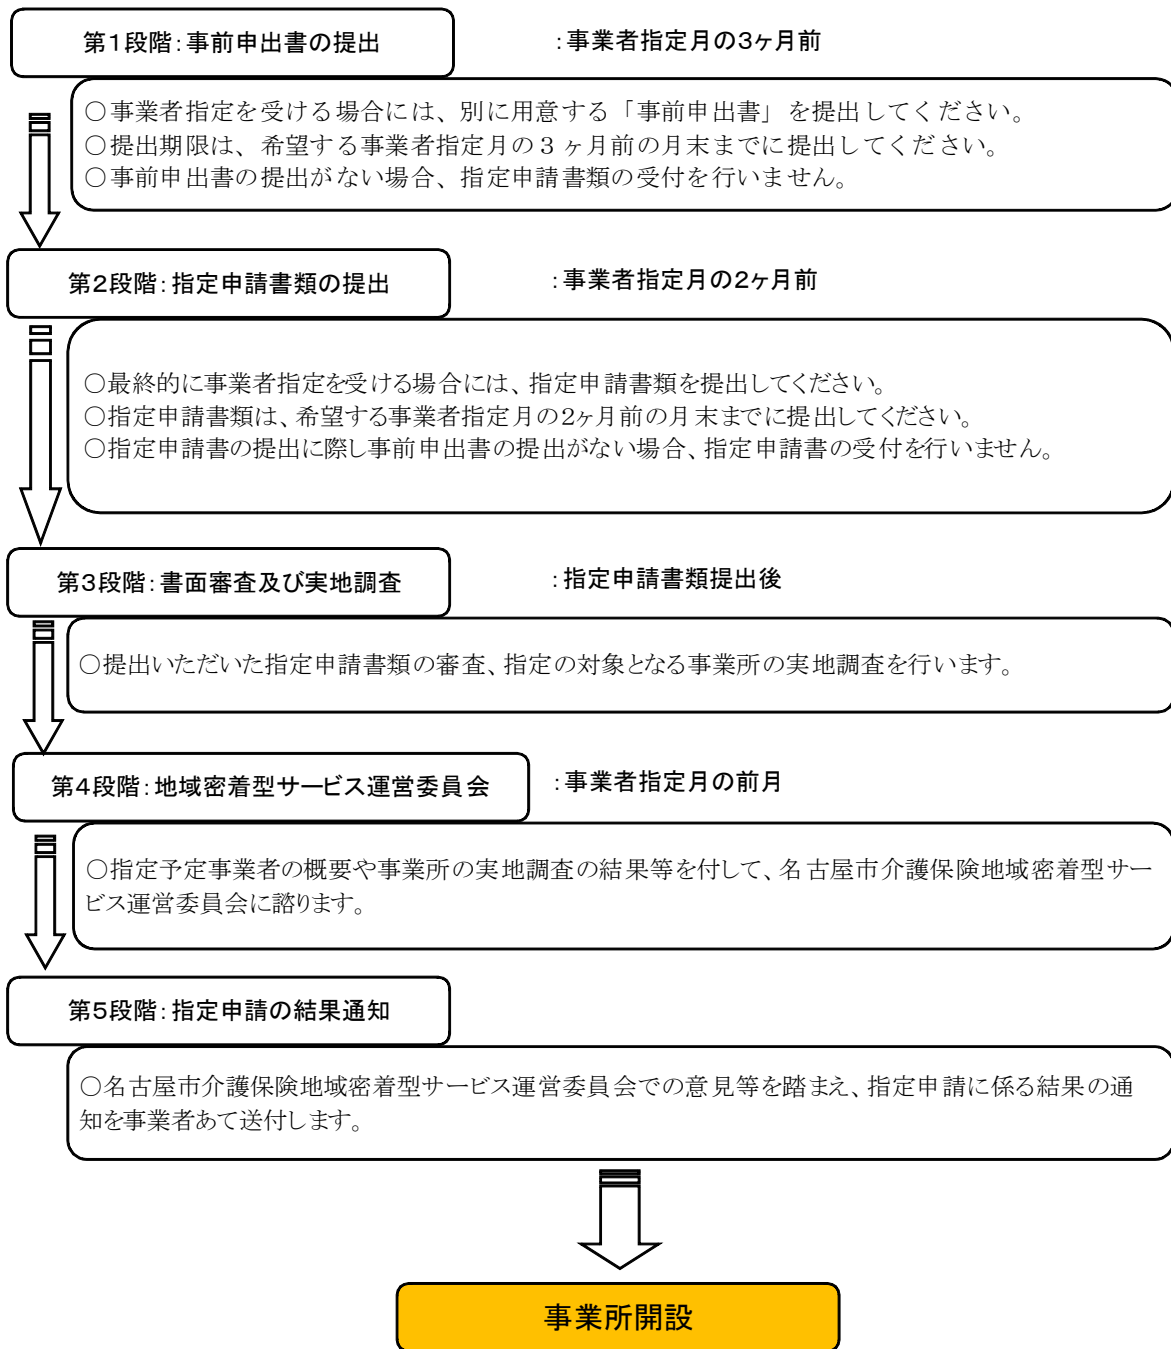 第1段階：事前申出書の提出　：事業者指定月の3ヶ月前
○事業者指定を受ける場合には、別に用意する「事前申出書」を提出してください。
○提出期限は、希望する事業者指定月の3ヶ月前の月末までに提出してください。
○事前申出書の提出がない場合、指定申請書類の受付を行いません。
第2段階：指定申請書類の提出　：事業者指定月の2ヶ月前
○最終的に事業者指定を受ける場合には、指定申請書類を提出してください。
○指定申請書類は、希望する事業者指定月の2ヶ月前の月末までに提出してください。
○指定申請書の提出に際し事前申出書の提出がない場合、指定申請書の受付を行いません。
第3段階：書面審査及び実地調査　：指定申請書類提出後
○提出いただいた指定申請書類の審査、指定の対象となる事業所の実地調査を行います。
第4段階：地域密着型サービス運営委員会　：事業者指定月の前月
○指定予定事業者の概要や事業所の実地調査の結果等を付して、名古屋市介護保険地域密着型サー
ビス運営委員会に諮ります。
第5段階：指定申請の結果通知
○名古屋市介護保険地域密着型サービス運営委員会での意見等を踏まえ、指定申請に係る結果の通
知を事業者あて送付します。
事業所開設